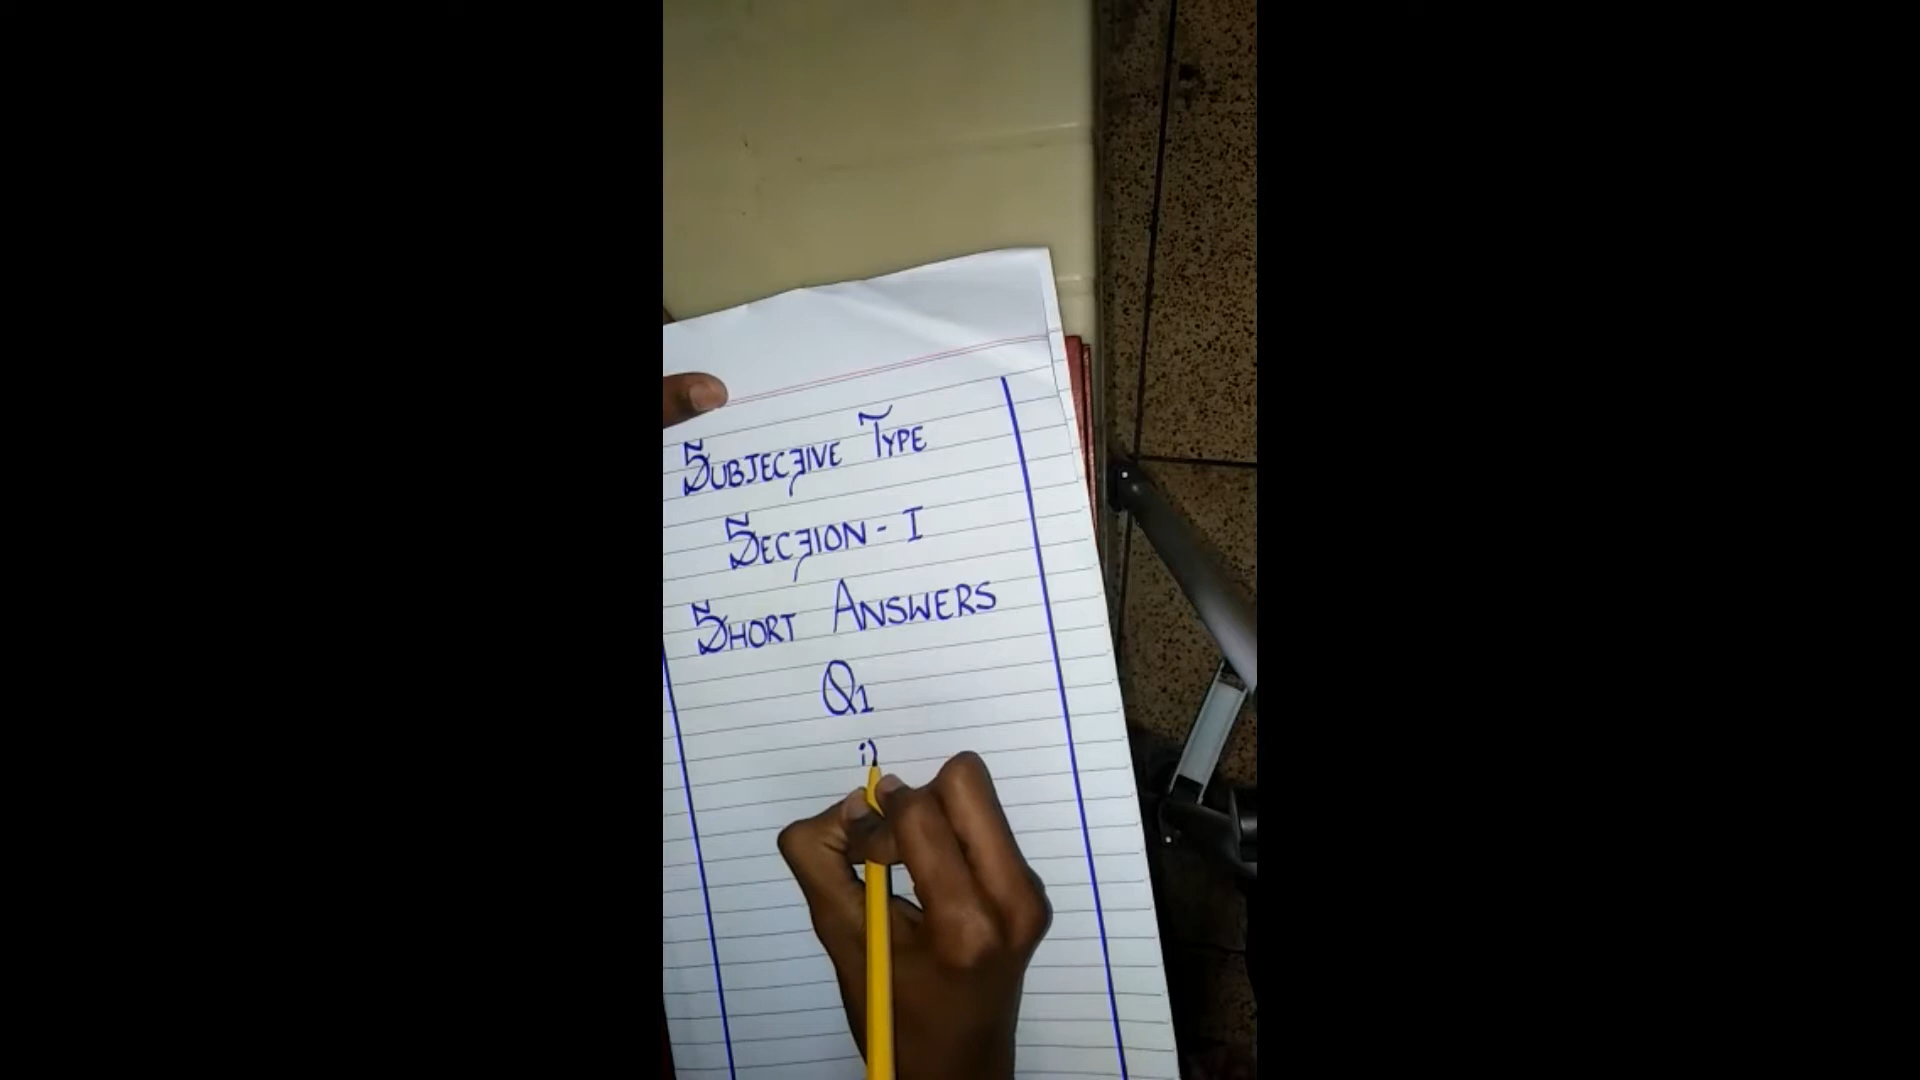 SUBJECTIVE TYPE
SECTION - I
SHORT ANSWERS
Q1
i)